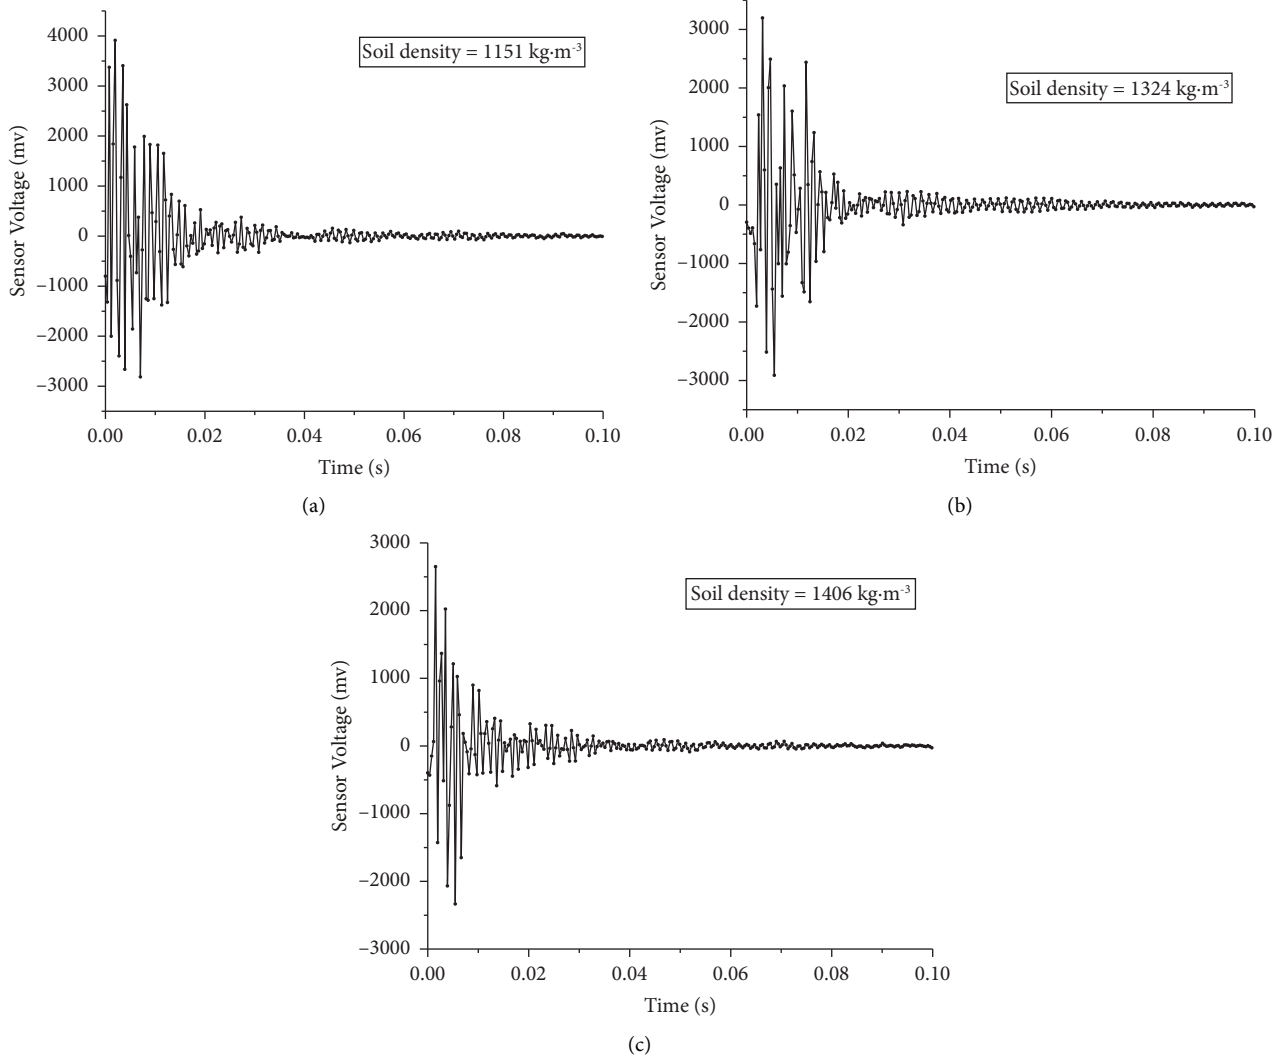 4000
3000
2000
1000
0
−1000
−2000
−3000
Sensor Voltage (mv)
Soil density = 1151 kg·m-3
0.00 0.02 0.04 0.06 0.08 0.10
Time (s)
(a)
3000
2000
1000
0
−1000
−2000
−3000
Sensor Voltage (mv)
Soil density = 1324 kg·m-3
0.00 0.02 0.04 0.06 0.08 0.10
Time (s)
(b)
3000
2000
1000
0
−1000
−2000
−3000
Sensor Voltage (mv)
Soil density = 1406 kg·m-3
0.00 0.02 0.04 0.06 0.08 0.10
Time (s)
(c)